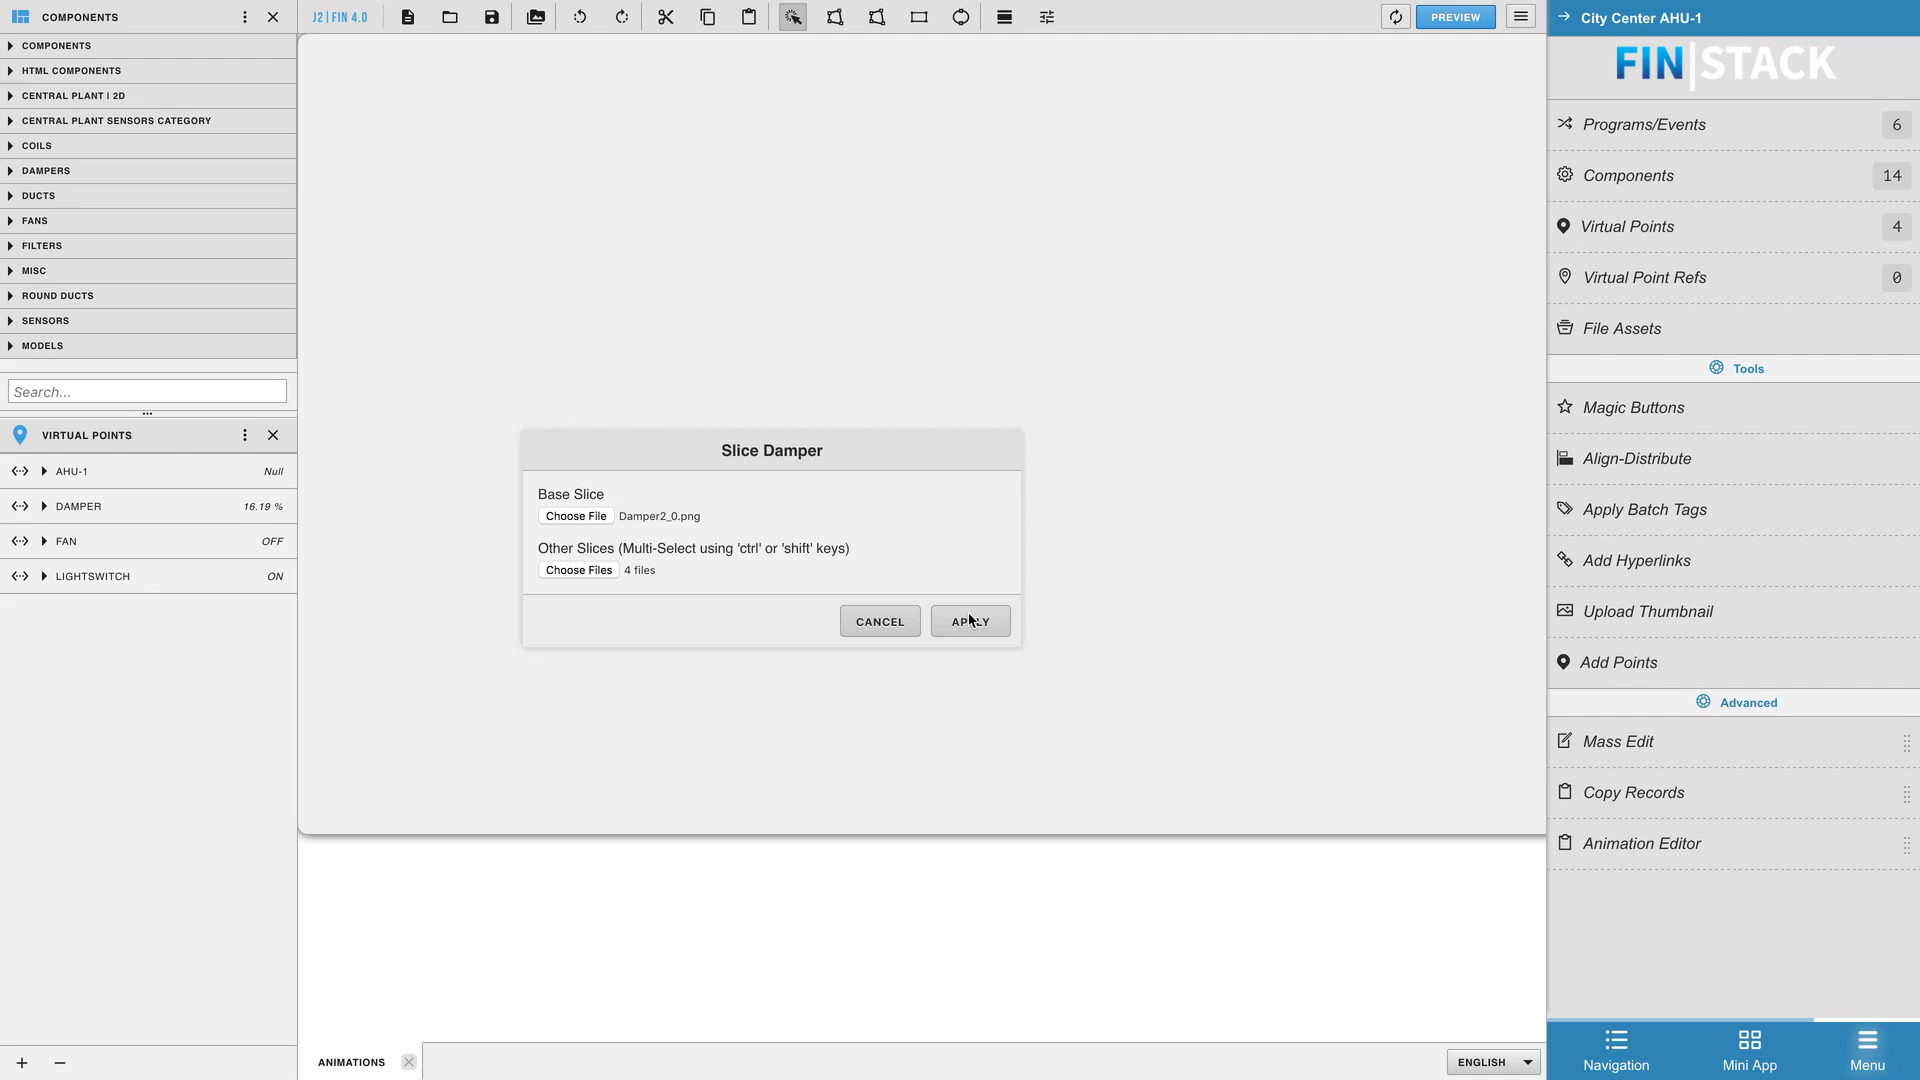 COMPONENTS
COMPONENTS
HTML COMPONENTS
CENTRAL PLANT | 2D
CENTRAL PLANT SENSORS CATEGORY
COILS
DAMPERS
DUCTS
FANS
FILTERS
MISC
ROUND DUCTS
SENSORS
MODELS
Search...
VIRTUAL POINTS
AHU-1 Null
DAMPER 16.19 %
FAN OFF
LIGHTSWITCH ON
J2 | FIN 4.0
PREVIEW
Slice Damper
Base Slice
Choose File Damper2_0.png
Other Slices (Multi-Select using 'ctrl' or 'shift' keys)
Choose Files 4 files
CANCEL APPLY
ANIMATIONS
ENGLISH
City Center AHU-1
FIN|STACK
Programs/Events 6
Components 14
Virtual Points 4
Virtual Point Refs 0
File Assets
Tools
Magic Buttons
Align-Distribute
Apply Batch Tags
Add Hyperlinks
Upload Thumbnail
Add Points
Advanced
Mass Edit
Copy Records
Animation Editor
Navigation Mini App Menu